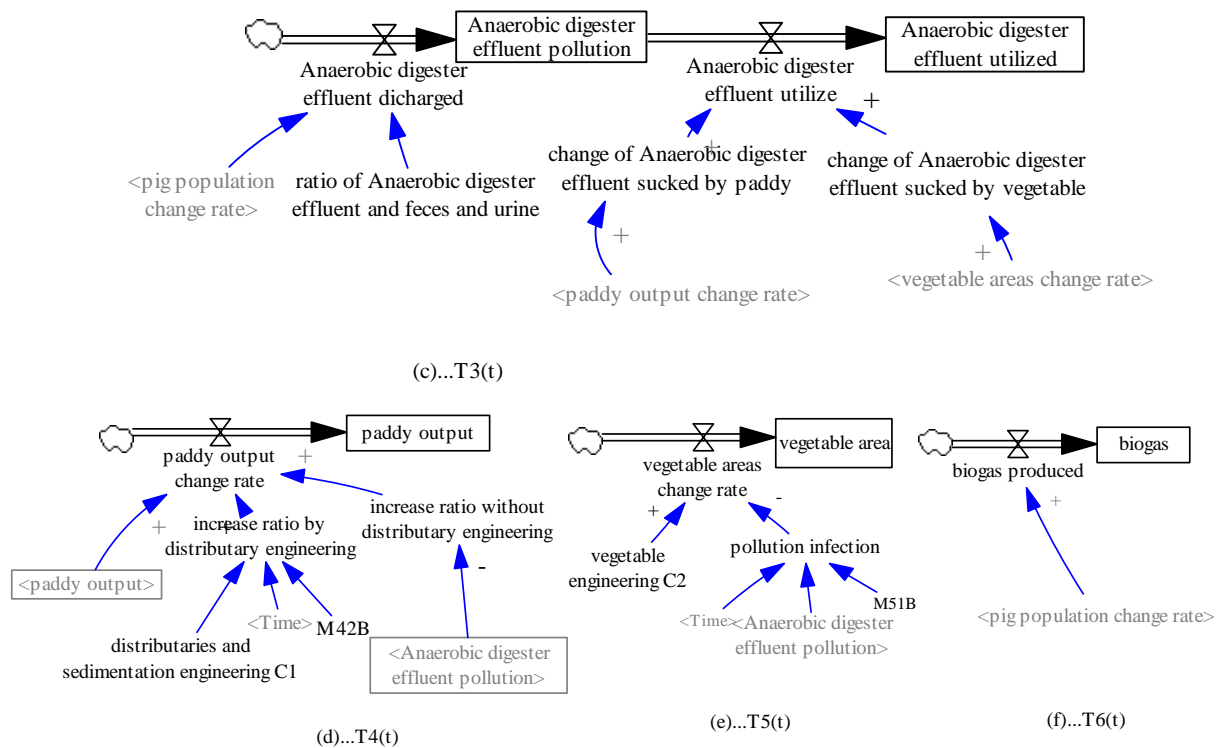 Anaerobic digester
effluent pollution
Anaerobic digester
effluent utilized
Anaerobic digester
effluent dicharged
Anaerobic digester
effluent utilize
+
<pig population
change rate>
ratio of Anaerobic digester
effluent and feces and urine
+
change of Anaerobic digester
effluent sucked by paddy
change of Anaerobic digester
effluent sucked by vegetable
+
<paddy output change rate>
+
<vegetable areas change rate>
(c)...T3(t)
paddy output
paddy output
change rate
+
+
+
increase ratio by
distributary engineering
increase ratio without
distributary engineering
-
<paddy output>
<Time>
M42B
distributaries and
sedimentation engineering C1
<Anaerobic digester
effluent pollution>
(d)...T4(t)
vegetable area
vegetable areas
change rate
+
-
vegetable
engineering C2
pollution infection
<Time>
<Anaerobic digester
effluent pollution>
M51B
(e)...T5(t)
biogas
biogas produced
+
<pig population change rate>
(f)...T6(t)